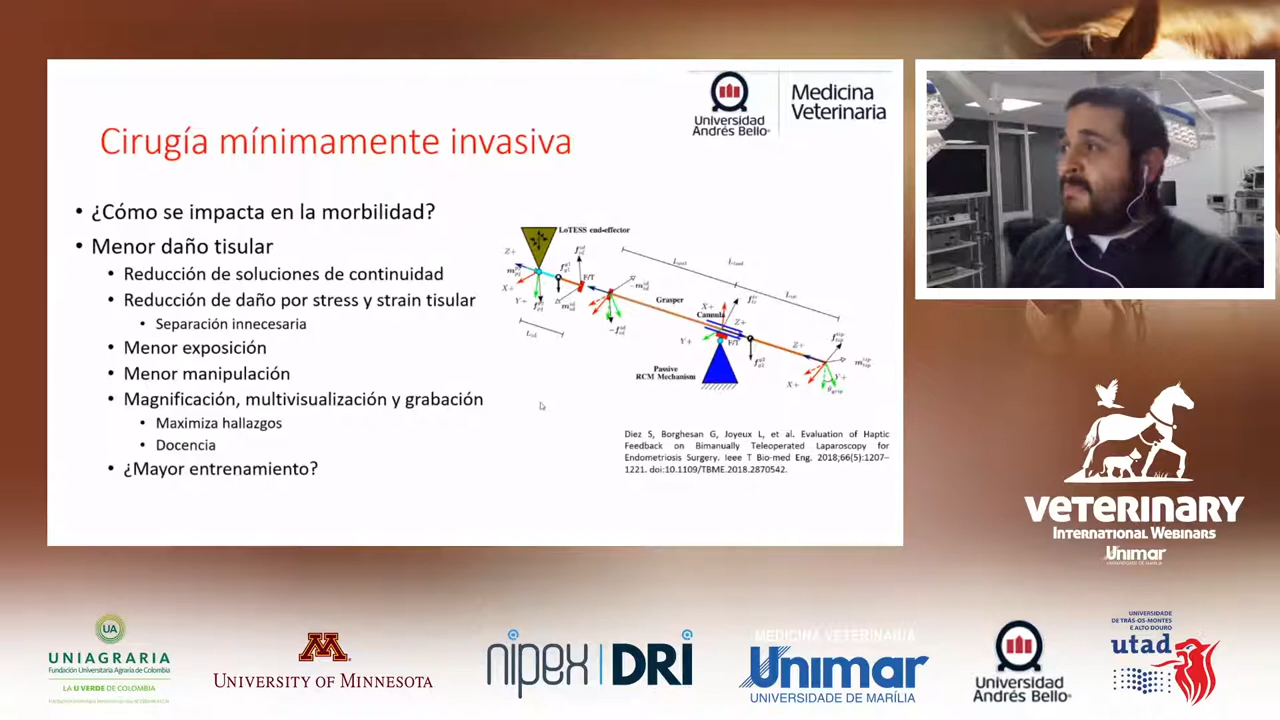 Universidad
Andrés Bello
Medicina
Veterinaria
Cirugía mínimamente invasiva
• ¿Cómo se impacta en la morbilidad?
• Menor daño tisular
• Reducción de soluciones de continuidad
• Reducción de daño por stress y strain tisular
• Separación innecesaria
• Menor exposición
• Menor manipulación
• Magnificación, multivisualización y grabación
• Maximiza hallazgos
• Docencia
• ¿Mayor entrenamiento?
LoTESS end-effector
Z+
X+
Y+
F/T
Grasper
X+
Cannula
Z+
Y+
F/T
Passive
RCM Mechanism
Z+
X+
Y+
Diez S, Borghesan G, Joyeux L, et al. Evaluation of Haptic
Feedback on Bimanually Teleoperated Laparoscopy for
Endometriosis Surgery. Ieee T Bio-med Eng. 2018;66(5):1207–
1221. doi:10.1109/TBME.2018.2870542.
VETERINARY
INTERNATIONAL WEBINARS
Unimar
UA
UNIAGRARIA
Fundación Universitaria Agraria de Colombia
LA U VERDE DE COLOMBIA
M
UNIVERSITY OF MINNESOTA
nipex DRI
MEDICINA VETERINÁRIA
Unimar
UNIVERSIDADE DE MARÍLIA
Universidad
Andrés Bello
UNIVERSIDADE
DE TRÁS-OS-MONTES
E ALTO DOURO
utad